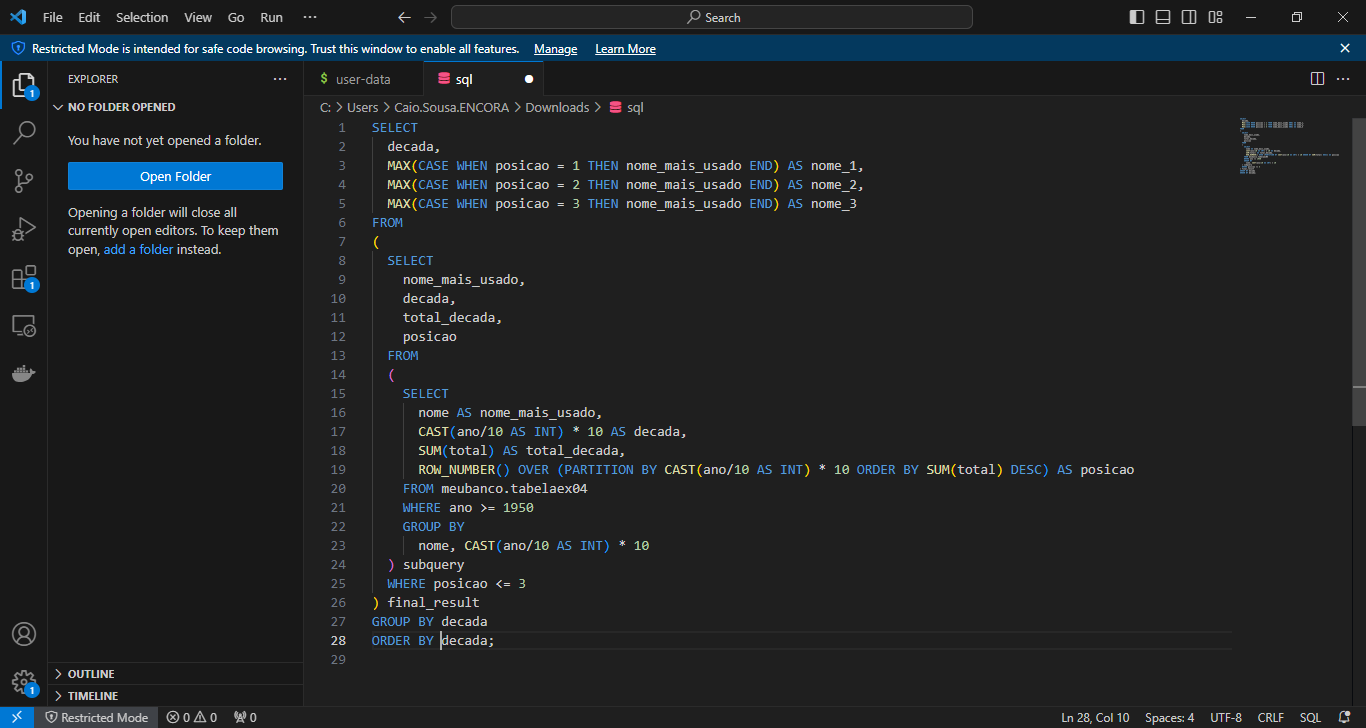 File Edit Selection View Go Run ··· Search
Restricted Mode is intended for safe code browsing. Trust this window to enable all features. Manage Learn More
EXPLORER ···
user-data
sql
NO FOLDER OPENED
You have not yet opened a folder.
Open Folder
Opening a folder will close all
currently open editors. To keep them
open, add a folder instead.
OUTLINE
TIMELINE
C: > Users > Caio.Sousa.ENCORA > Downloads > sql
1 SELECT
2 decada,
3 MAX(CASE WHEN posicao = 1 THEN nome_mais_usado END) AS nome_1,
4 MAX(CASE WHEN posicao = 2 THEN nome_mais_usado END) AS nome_2,
5 MAX(CASE WHEN posicao = 3 THEN nome_mais_usado END) AS nome_3
6 FROM
7 (
8 SELECT
9 nome_mais_usado,
10 decada,
11 total_decada,
12 posicao
13 FROM
14 (
15 SELECT
16 nome AS nome_mais_usado,
17 CAST(ano/10 AS INT) * 10 AS decada,
18 SUM(total) AS total_decada,
19 ROW_NUMBER() OVER (PARTITION BY CAST(ano/10 AS INT) * 10 ORDER BY SUM(total) DESC) AS posicao
20 FROM meubanco.tabelaex04
21 WHERE ano >= 1950
22 GROUP BY
23 nome, CAST(ano/10 AS INT) * 10
24 ) subquery
25 WHERE posicao <= 3
26 ) final_result
27 GROUP BY decada
28 ORDER BY decada;
29
1
1
1
Restricted Mode 0 0 0 Ln 28, Col 10 Spaces: 4 UTF-8 CRLF SQL